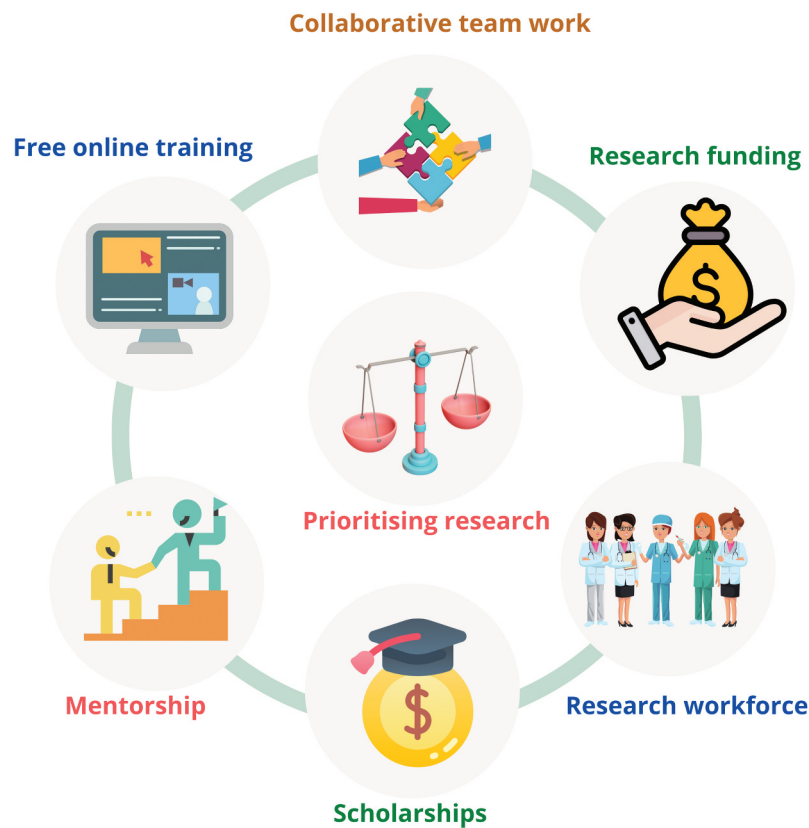 Collaborative team work
Free online training
Research funding
Prioritising research
Mentorship
Research workforce
Scholarships